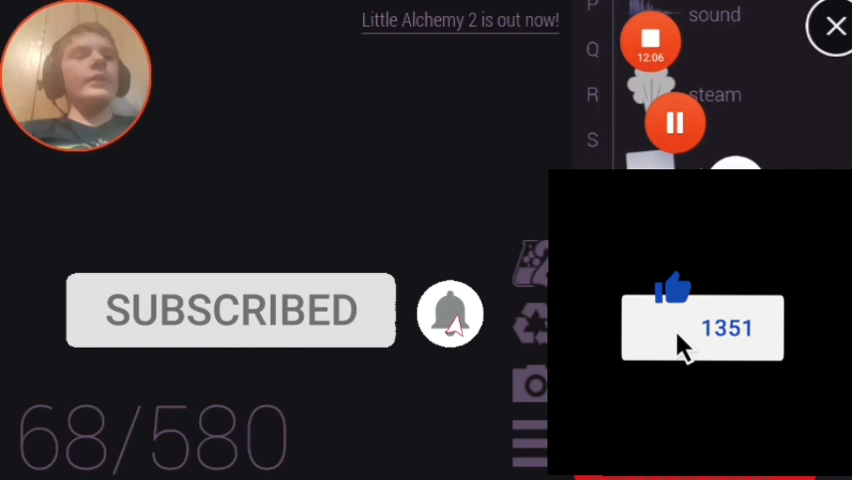 Little Alchemy 2 is out now!
P
sound
Q
12:06
R
steam
S
SUBSCRIBED
1351
68/580